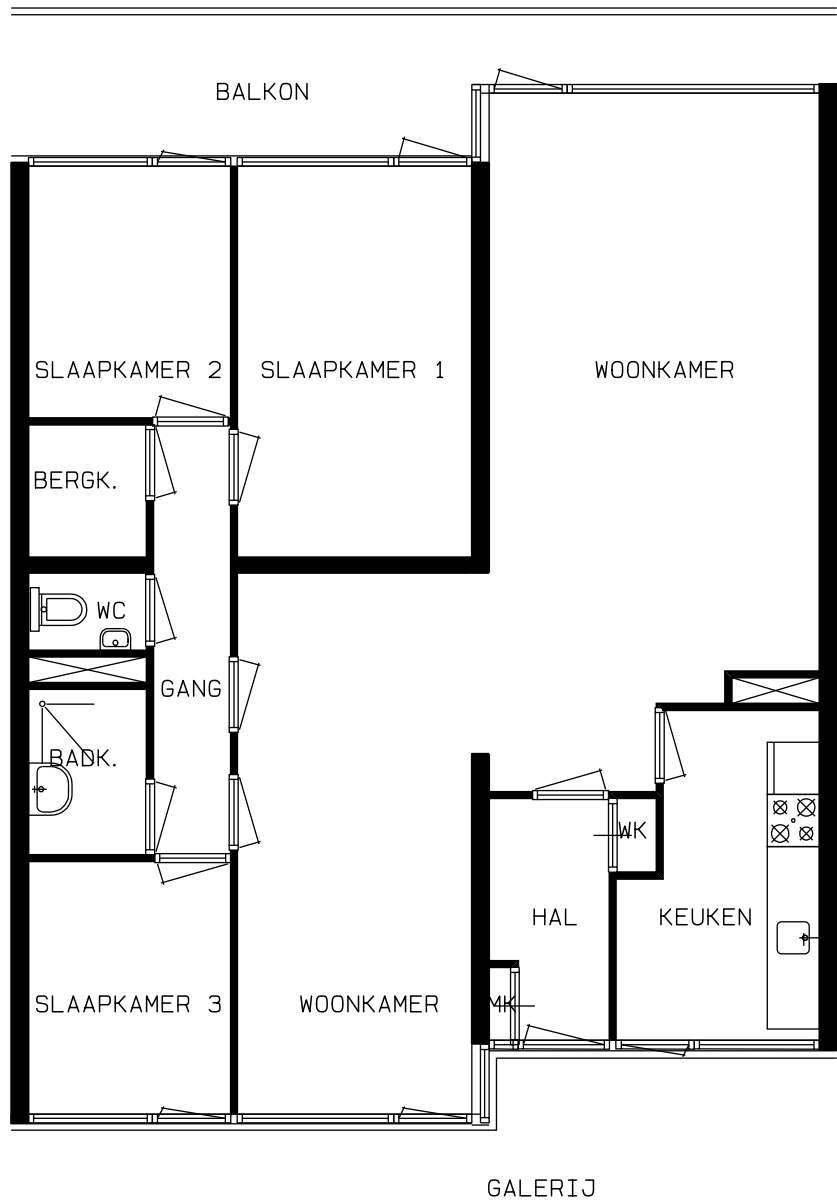 BALKON
SLAAPKAMER 2
SLAAPKAMER 1
WOONKAMER
BERGK.
WC
GANG
BADK.
WK
HAL
KEUKEN
SLAAPKAMER 3
WOONKAMER
MK
GALERIJ